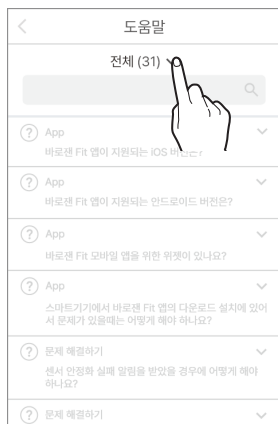 도움말
전체 (31)
App
바로잰 Fit 앱이 지원되는 iOS 버전은?
App
바로잰 Fit 앱이 지원되는 안드로이드 버전은?
App
바로잰 Fit 모바일 앱을 위한 위젯이 있나요?
App
스마트기기에서 바로잰 Fit 앱의 다운로드 설치에 있어
서 문제가 있을때는 어떻게 해야 하나요?
문제 해결하기
센서 안정화 실패 알림을 받았을 경우에 어떻게 해야
하나요?
문제 해결하기